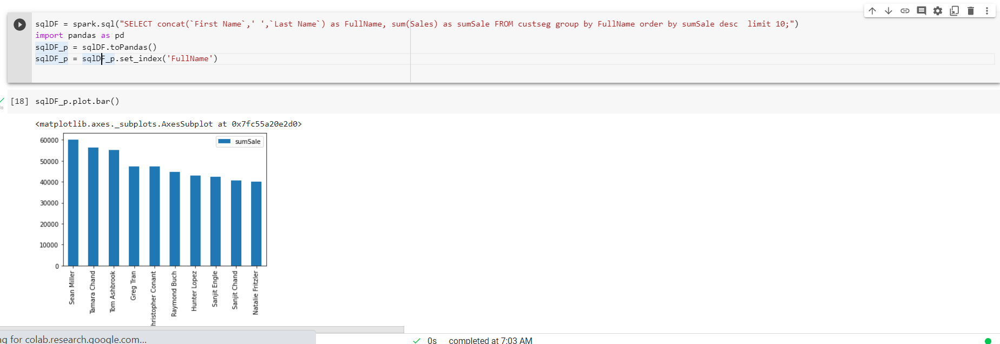 sqlDF = spark.sql("SELECT concat(`First Name`,' ',`Last Name`) as FullName, sum(Sales) as sumSale FROM custseg group by FullName order by sumSale desc  limit 10;")
import pandas as pd
sqlDF_p = sqlDF.toPandas()
sqlDF_p = sqlDF_p.set_index('FullName')
[18] sqlDF_p.plot.bar()
<matplotlib.axes._subplots.AxesSubplot at 0x7fc55a20e2d0>
sumSale
60000
50000
40000
30000
20000
10000
0
Sean Miller
Tamara Chand
Tom Ashbrook
Greg Tran
hristopher Conant
Raymond Buch
Hunter Lopez
Sanjit Engle
Sanjit Chand
Natalie Fritzler
ng for colab.research.google.com...
0s completed at 7:03 AM